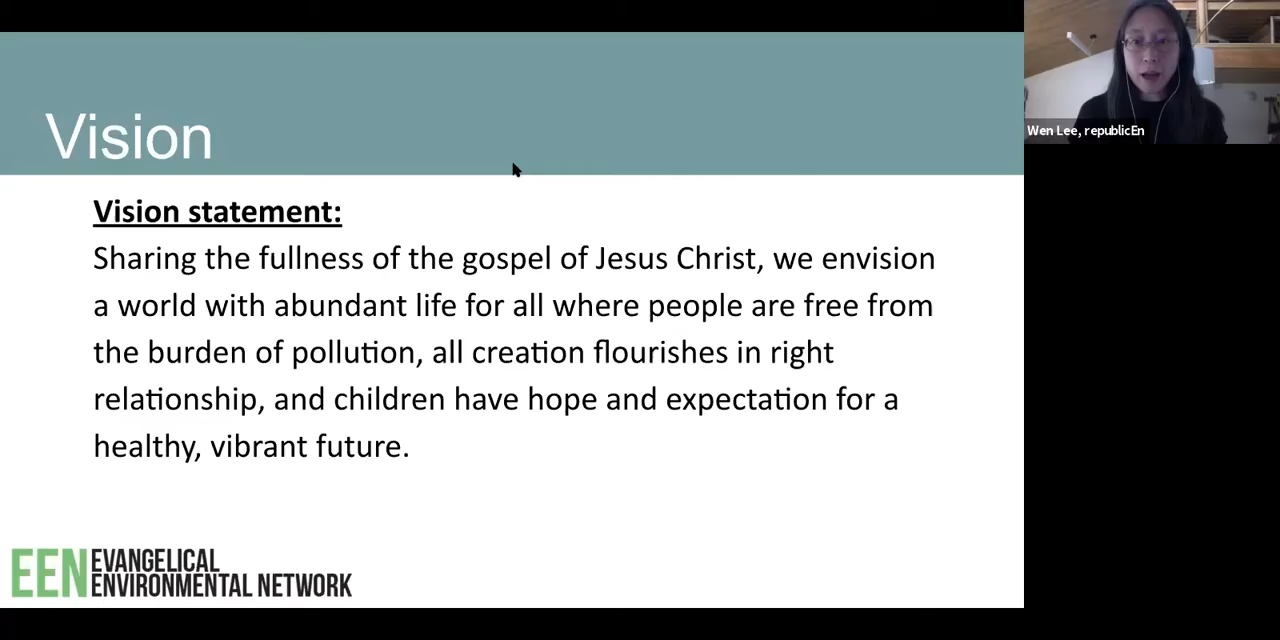 Vision
Vision statement:
Sharing the fullness of the gospel of Jesus Christ, we envision
a world with abundant life for all where people are free from
the burden of pollution, all creation flourishes in right
relationship, and children have hope and expectation for a
healthy, vibrant future.
EEN EVANGELICAL
ENVIRONMENTAL NETWORK
Wen Lee, republicEn